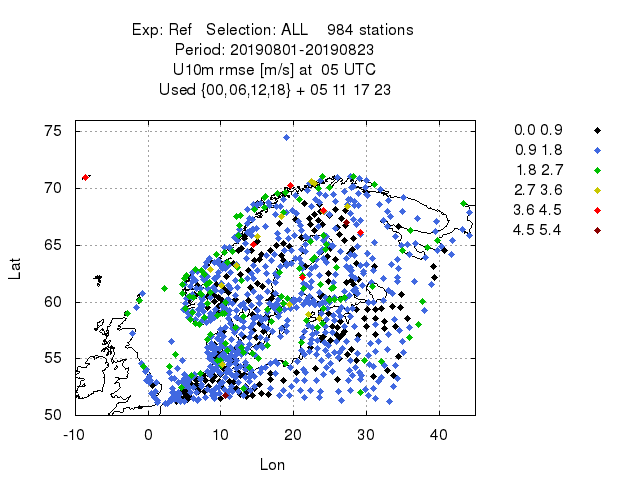 Exp: Ref   Selection: ALL    984 stations
Period: 20190801-20190823
U10m rmse [m/s] at  05 UTC
Used {00,06,12,18} + 05 11 17 23
0.0 0.9
0.9 1.8
1.8 2.7
2.7 3.6
3.6 4.5
4.5 5.4
75
70
65
60
55
50
Lat
-10 0 10 20 30 40
Lon